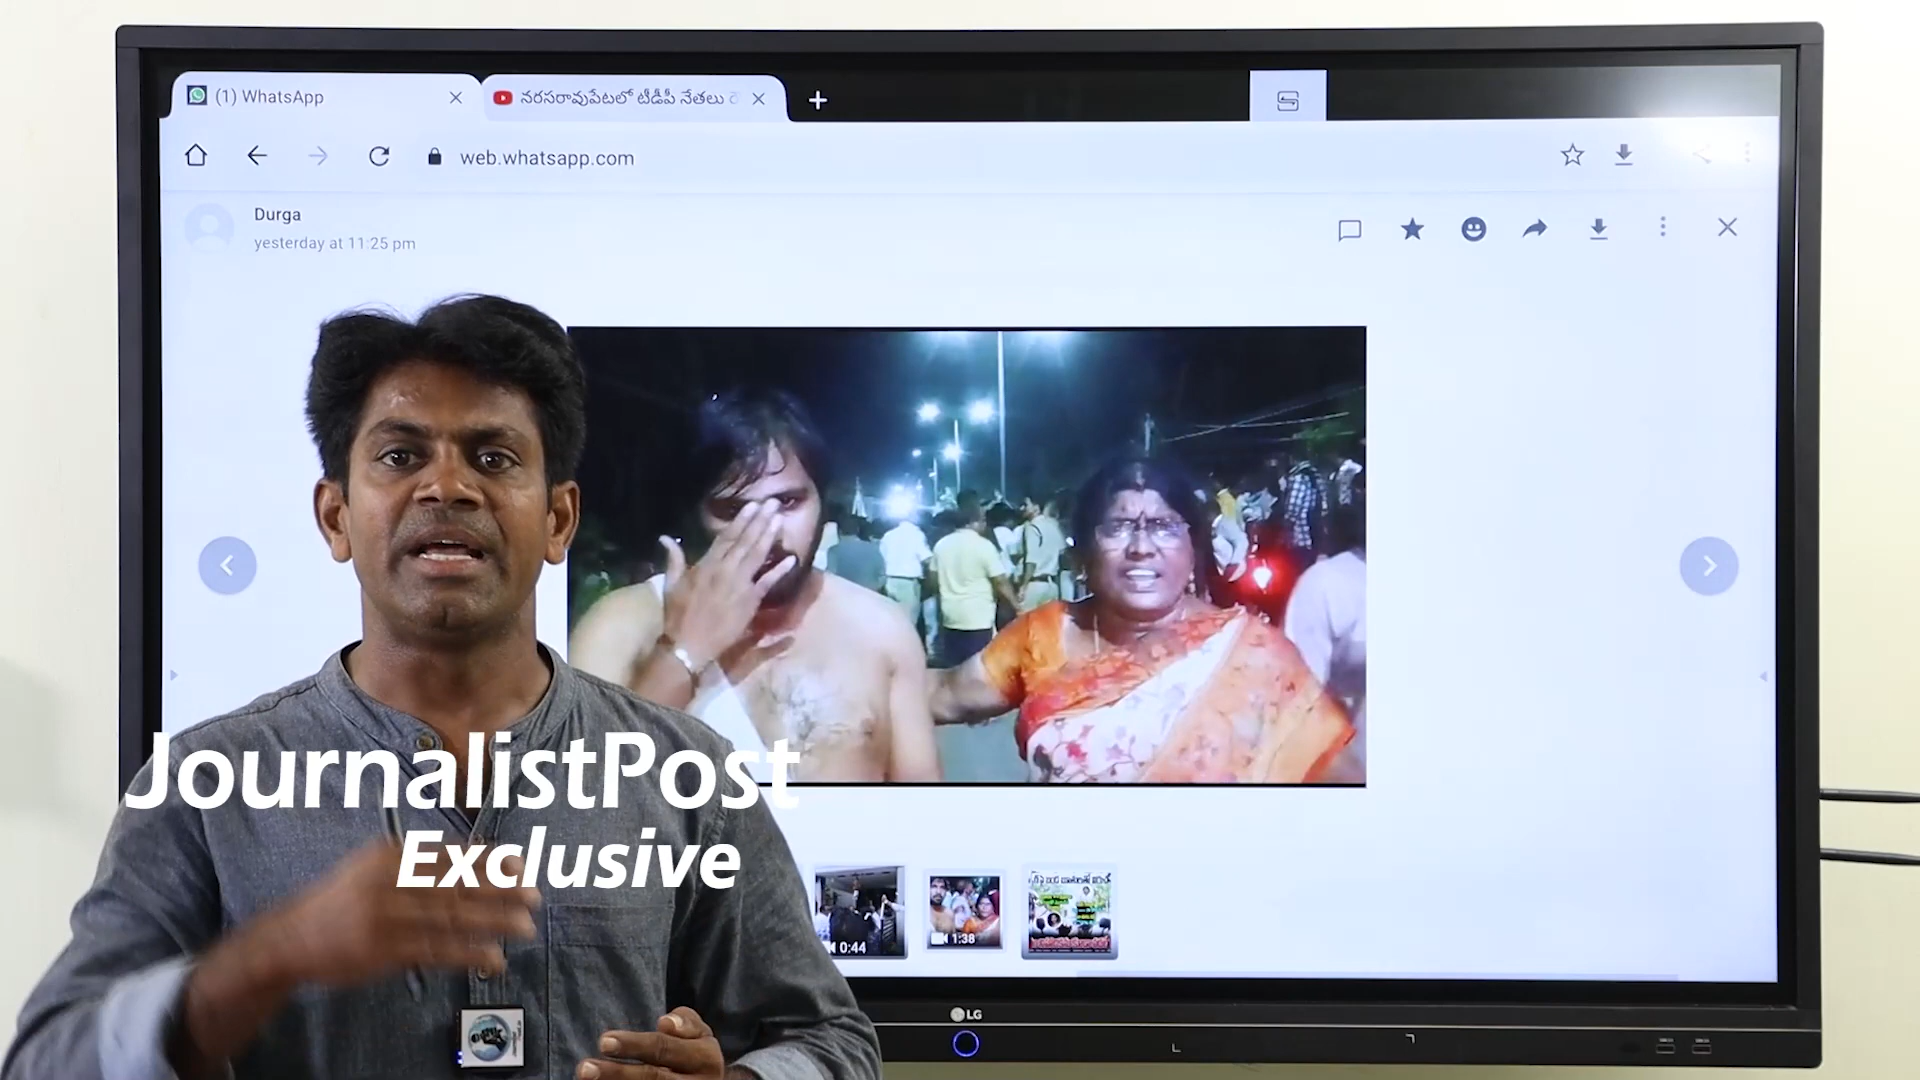 (1) WhatsApp
నరసరావుపేటలో టీడీపీ నేతలు
web.whatsapp.com
Durga
yesterday at 11:25 pm
JournalistPost
Exclusive
0:44
1:38
LG